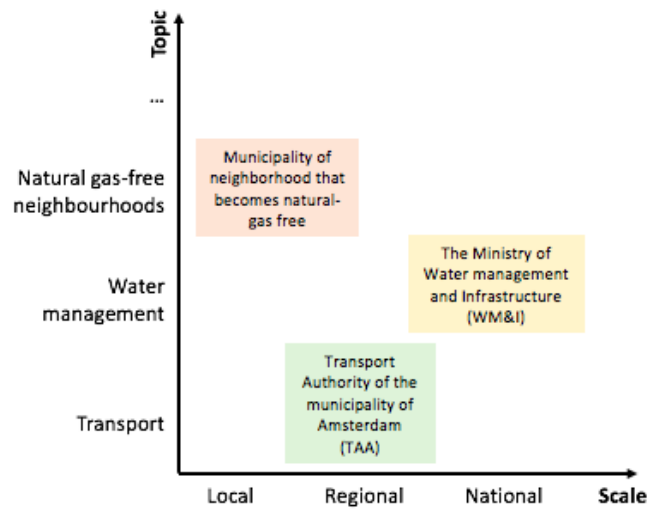 Topic
...
Natural gas-free
neighbourhoods
Municipality of
neighborhood that
becomes natural-
gas free
Water
management
The Ministry of
Water management
and Infrastructure
(WM&I)
Transport
Transport
Authority of the
municipality of
Amsterdam
(TAA)
Local
Regional
National
Scale